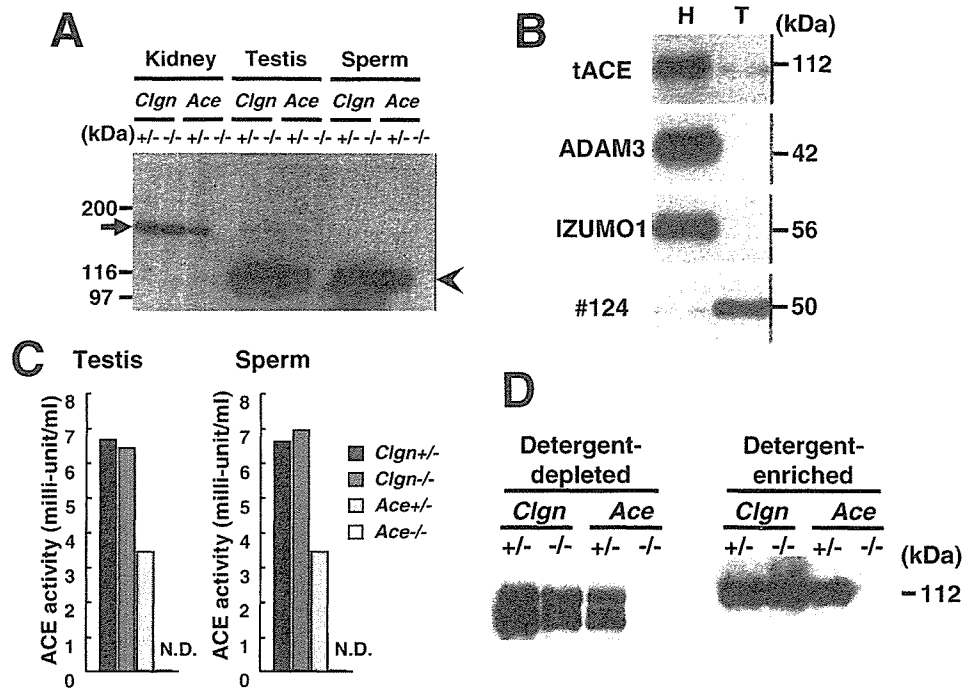 A
Kidney Testis Sperm
Clgn Ace Clgn Ace Clgn Ace
(kDa) +/- -/- +/- -/- +/- -/- +/- -/- +/- -/- +/- -/-
200
116
97
B
H T (kDa)
tACE 112
ADAM3 42
IZUMO1 56
#124 50
C
Testis
ACE activity (milli-unit/ml)
8
7
6
5
4
3
2
1
0
N.D.
Sperm
ACE activity (milli-unit/ml)
8
7
6
5
4
3
2
1
0
N.D.
Clgn+/-
Clgn-/-
Ace+/-
Ace-/-
D
Detergent-
depleted
Clgn Ace
+/- -/- +/- -/-
Detergent-
enriched
Clgn Ace
+/- -/- +/- -/-
(kDa)
-112